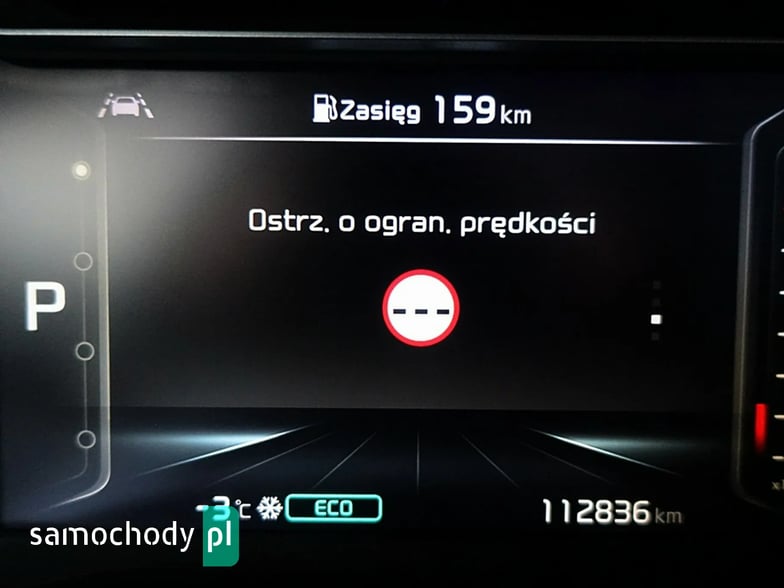 Zasięg 159 km
Ostrz. o ogran. prędkości
---
P
-3°C ECO 112836 km
samochody pl